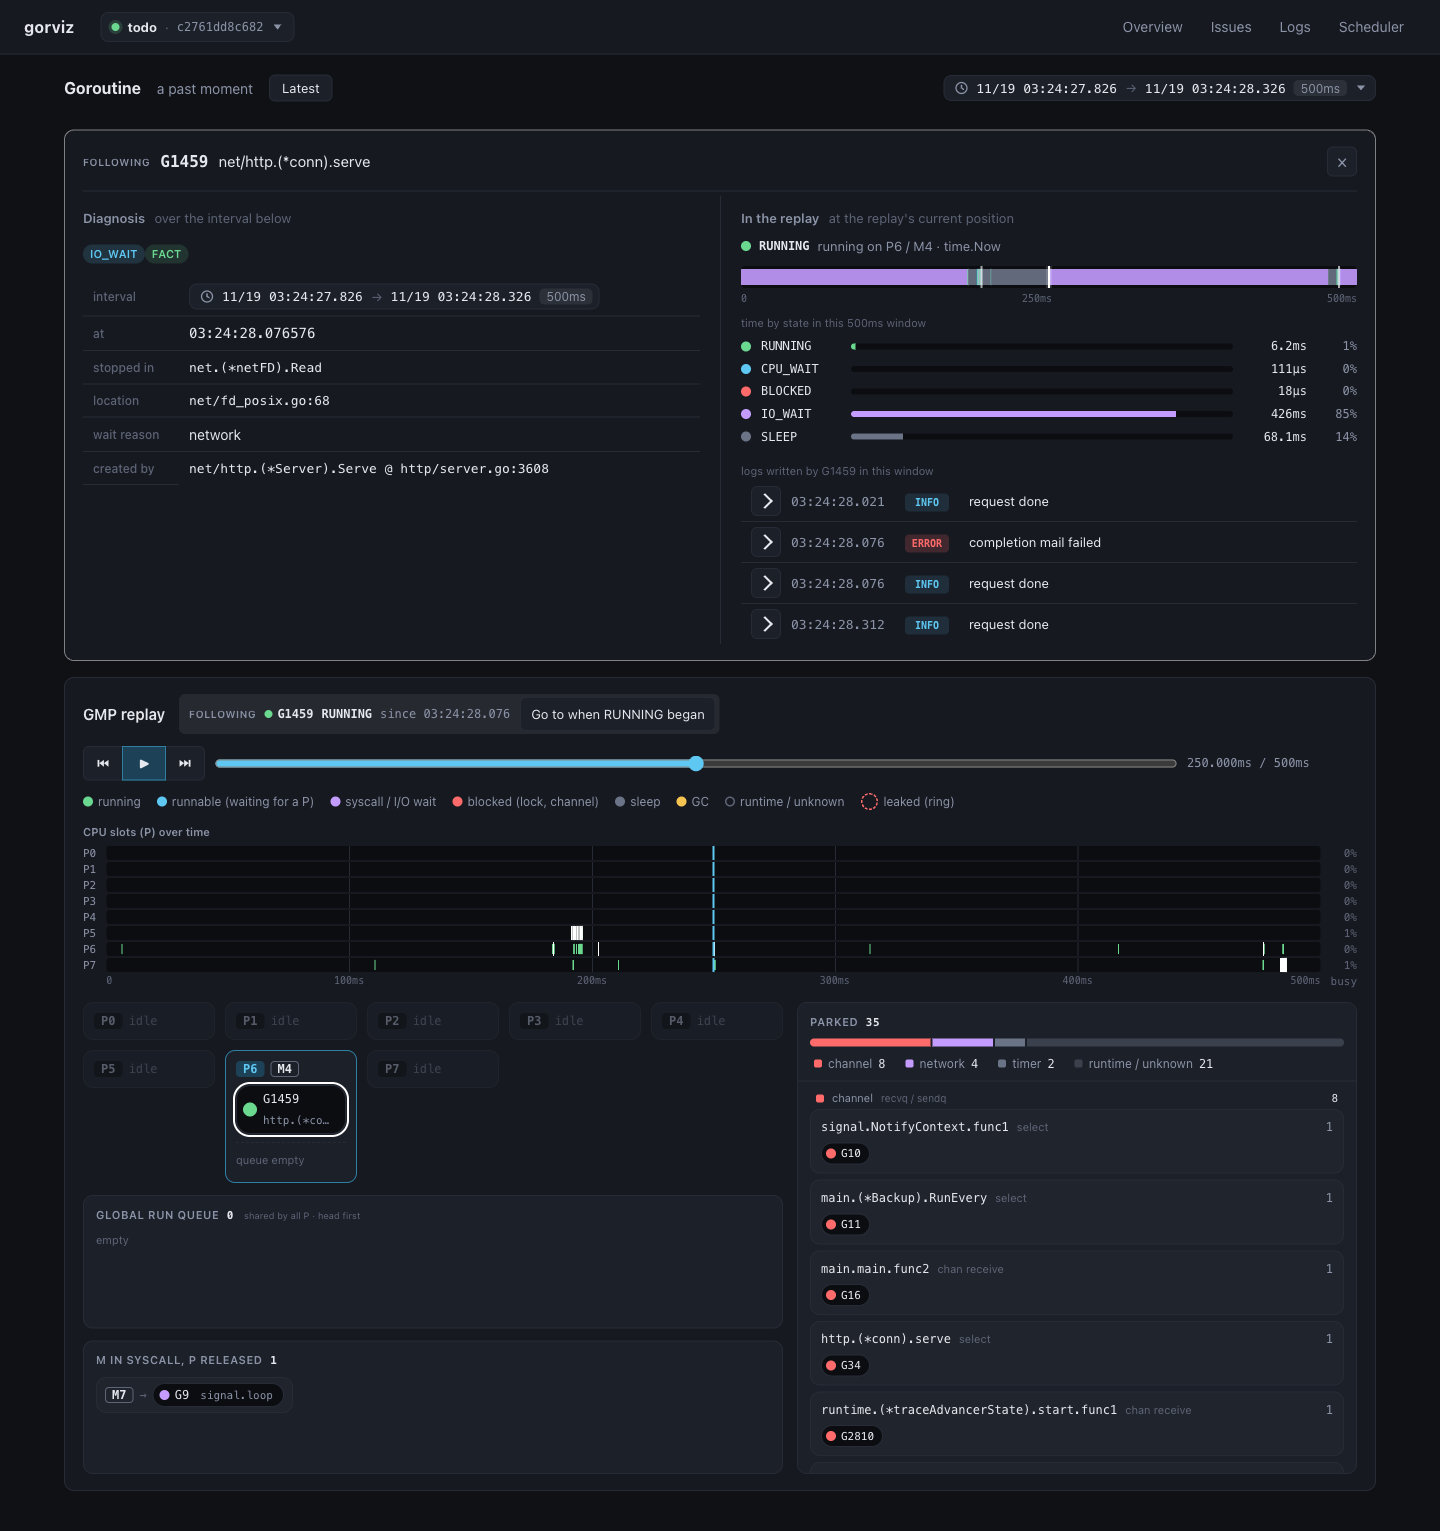 gorviz todo · c2761dd8c682 Overview Issues Logs Scheduler
Goroutine a past moment Latest 11/19 03:24:27.826 → 11/19 03:24:28.326 500ms
FOLLOWING G1459 net/http.(*conn).serve ×
Diagnosis over the interval below
IO_WAIT FACT
interval 11/19 03:24:27.826 → 11/19 03:24:28.326 500ms
at 03:24:28.076576
stopped in net.(*netFD).Read
location net/fd_posix.go:68
wait reason network
created by net/http.(*Server).Serve @ http/server.go:3608
In the replay at the replay's current position
RUNNING running on P6 / M4 · time.Now
0 250ms 500ms
time by state in this 500ms window
RUNNING 6.2ms 1%
CPU_WAIT 111µs 0%
BLOCKED 18µs 0%
IO_WAIT 426ms 85%
SLEEP 68.1ms 14%
logs written by G1459 in this window
03:24:28.021 INFO request done
03:24:28.076 ERROR completion mail failed
03:24:28.076 INFO request done
03:24:28.312 INFO request done
GMP replay FOLLOWING G1459 RUNNING since 03:24:28.076 Go to when RUNNING began
250.000ms / 500ms
running runnable (waiting for a P) syscall / I/O wait blocked (lock, channel) sleep GC runtime / unknown leaked (ring)
CPU slots (P) over time
P0 0%
P1 0%
P2 0%
P3 0%
P4 0%
P5 1%
P6 0%
P7 1%
0 100ms 200ms 300ms 400ms 500ms busy
P0 idle P1 idle P2 idle P3 idle P4 idle
P5 idle P6 M4 P7 idle
G1459
http.(*co…
queue empty
GLOBAL RUN QUEUE 0 shared by all P · head first
empty
M IN SYSCALL, P RELEASED 1
M7 → G9 signal.loop
PARKED 35
channel 8 network 4 timer 2 runtime / unknown 21
channel recvq / sendq 8
signal.NotifyContext.func1 select 1
G10
main.(*Backup).RunEvery select 1
G11
main.main.func2 chan receive 1
G16
http.(*conn).serve select 1
G34
runtime.(*traceAdvancerState).start.func1 chan receive 1
G2810